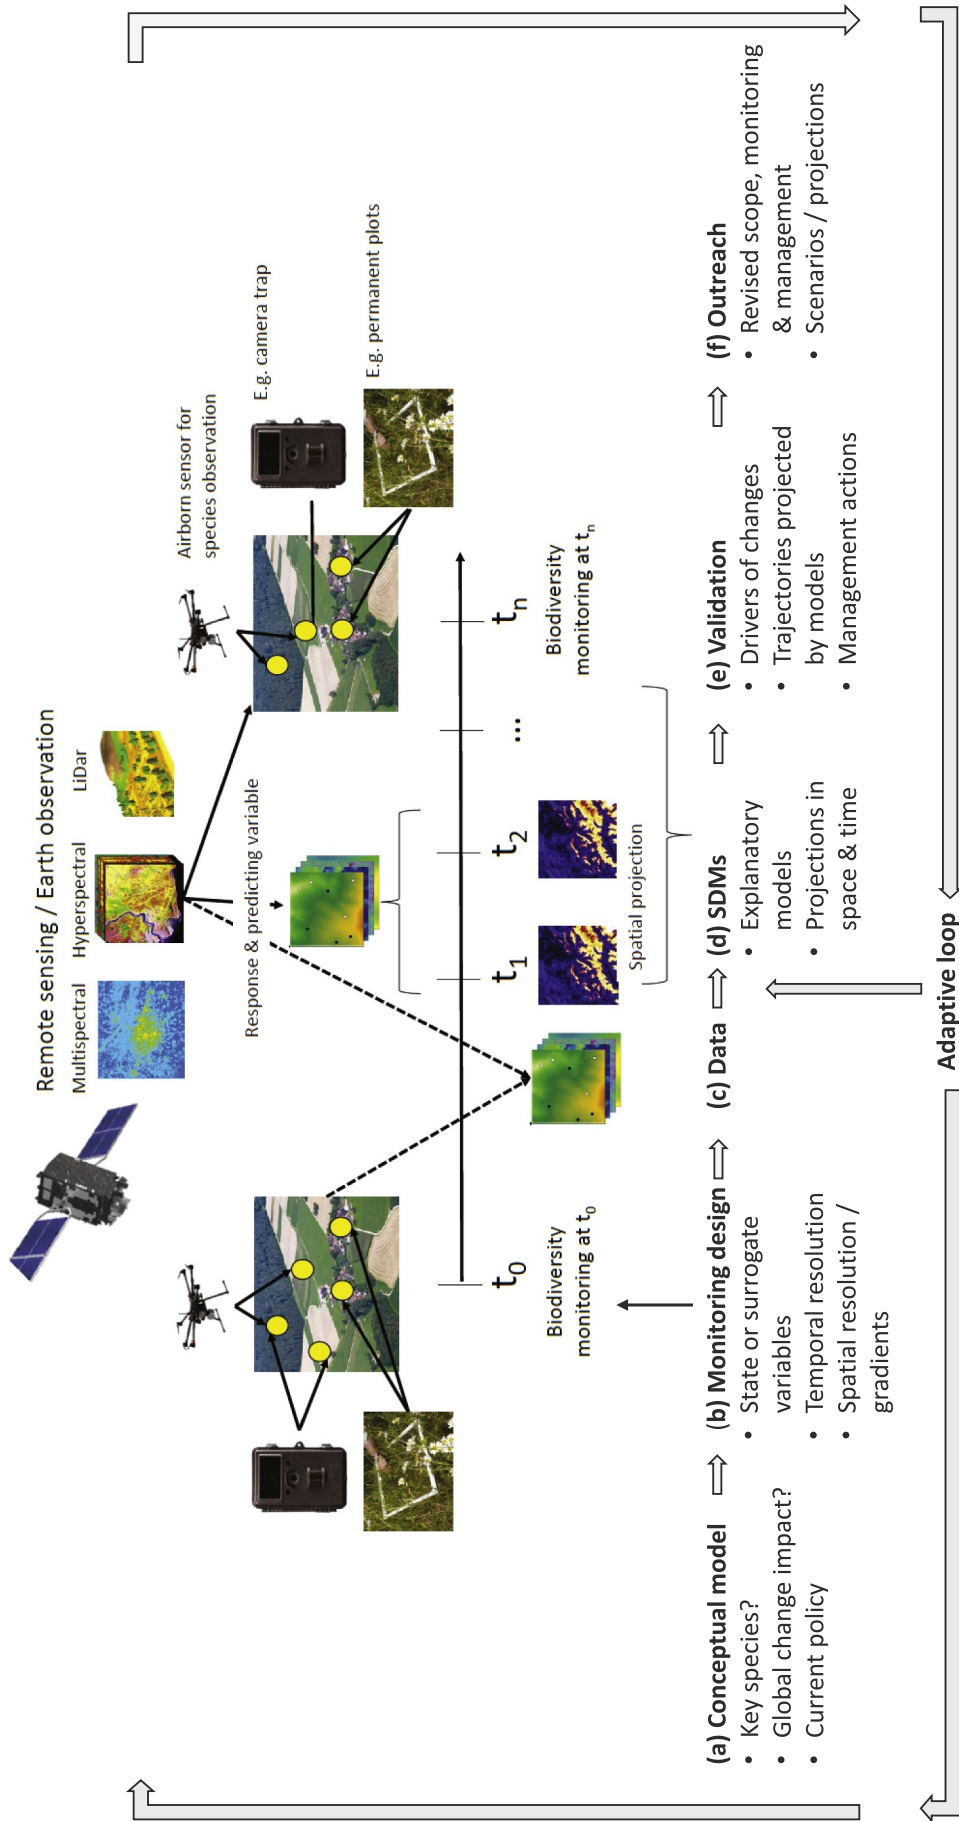 Remote sensing / Earth observation
Multispectral
Hyperspectral
LiDar
Airborn sensor for
species observation
E.g. camera trap
E.g. permanent plots
Response & predicting variable
t0
t1
t2
...
tn
Biodiversity
monitoring at t0
Spatial projection
Biodiversity
monitoring at tn
(a) Conceptual model
• Key species?
• Global change impact?
• Current policy
(b) Monitoring design
• State or surrogate
variables
• Temporal resolution
• Spatial resolution /
gradients
(c) Data
(d) SDMs
• Explanatory
models
• Projections in
space & time
(e) Validation
• Drivers of changes
• Trajectories projected
by models
• Management actions
(f) Outreach
• Revised scope, monitoring
& management
• Scenarios / projections
Adaptive loop